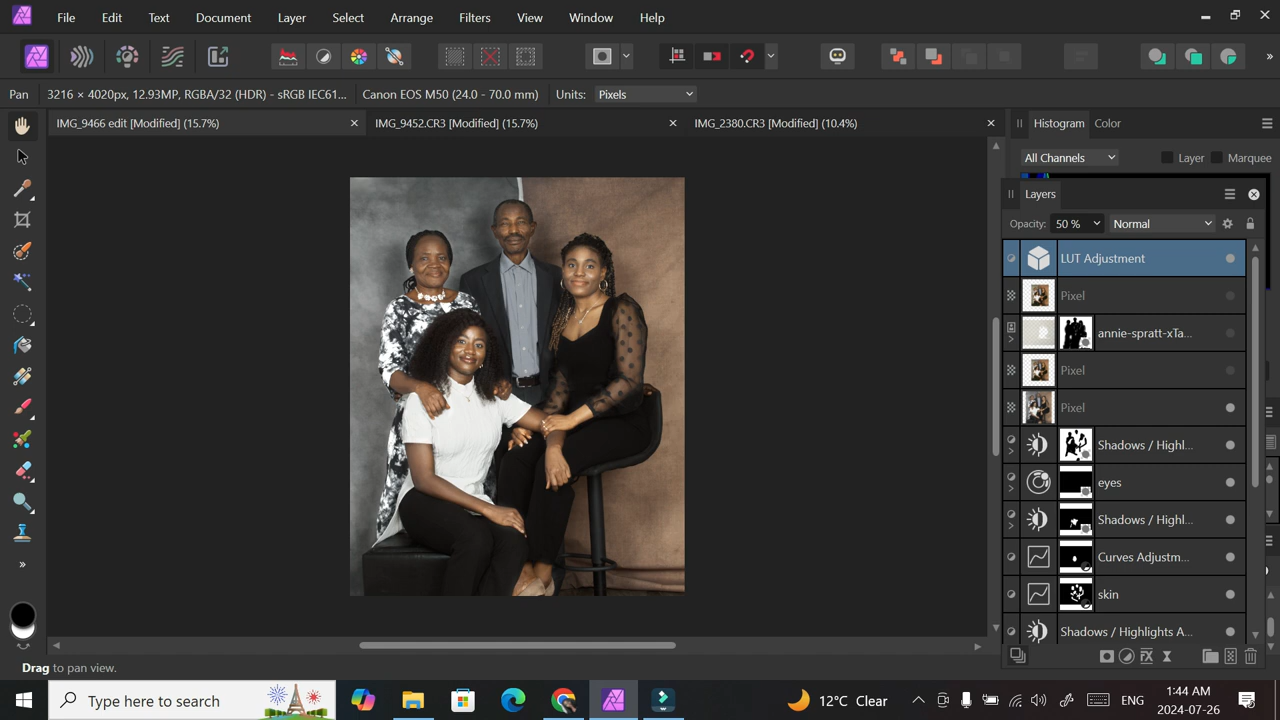 File Edit Text Document Layer Select Arrange Filters View Window Help
Pan 3216 × 4020px, 12.93MP, RGBA/32 (HDR) - sRGB IEC61... Canon EOS M50 (24.0 - 70.0 mm) Units: Pixels
IMG_9466 edit [Modified] (15.7%) IMG_9452.CR3 [Modified] (15.7%) IMG_2380.CR3 [Modified] (10.4%)
Histogram Color
All Channels Layer Marquee
Layers
Opacity: 50 % Normal
LUT Adjustment
Pixel
annie-spratt-xTa...
Pixel
Pixel
Shadows / Highl...
eyes
Shadows / Highl...
Curves Adjustm...
skin
Shadows / Highlights A...
Drag to pan view.
Type here to search
12°C Clear
ENG
1:44 AM
2024-07-26